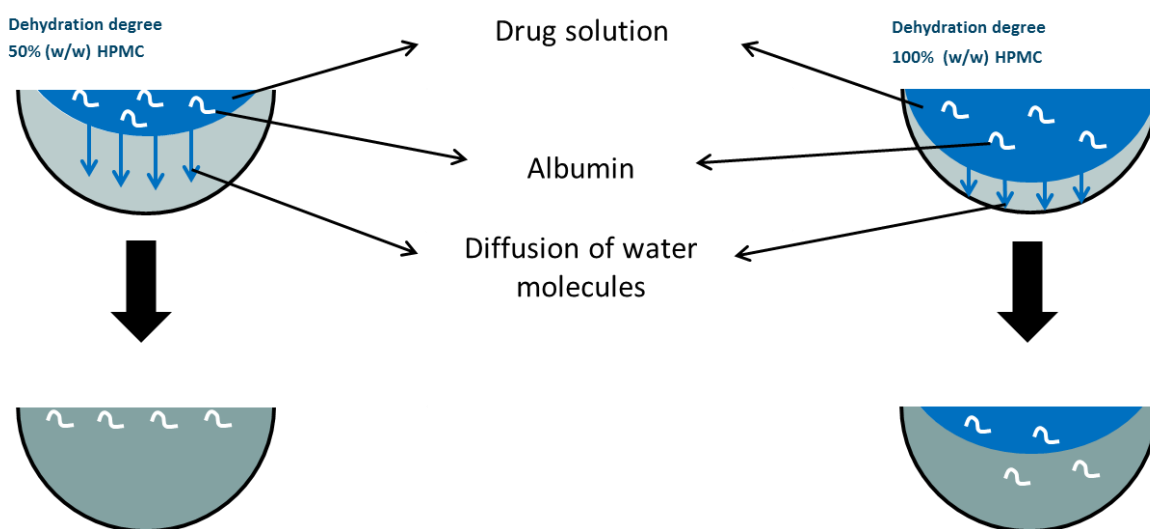 Dehydration degree
50% (w/w) HPMC
Drug solution
Dehydration degree
100% (w/w) HPMC
Albumin
Diffusion of water
molecules